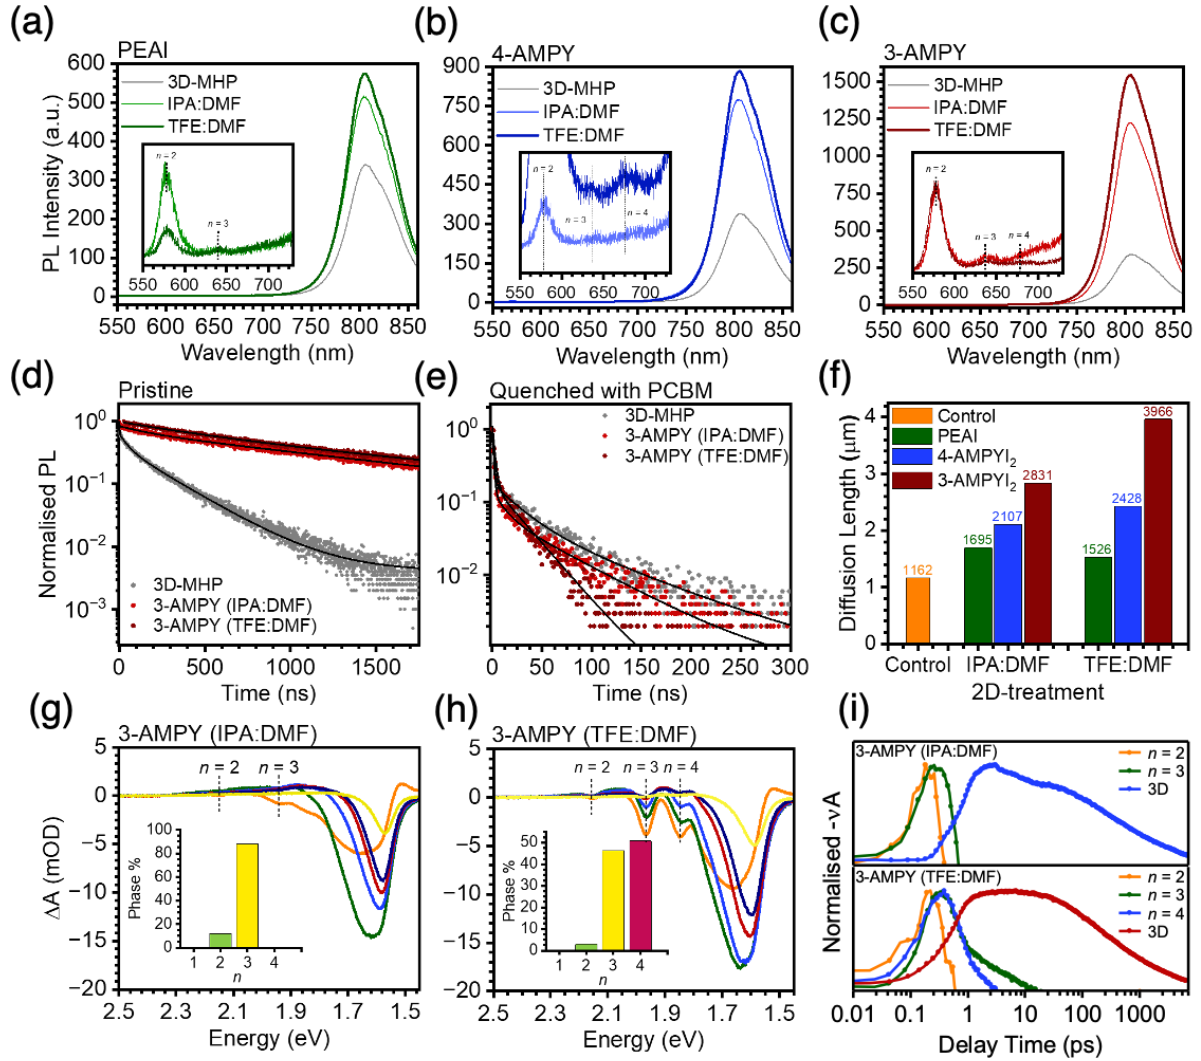 (a)
PEAI
600
500
400
300
200
100
0
PL Intensity (a.u.)
3D-MHP
IPA:DMF
TFE:DMF
n = 2
n = 3
550 600 650 700
550 600 650 700 750 800 850
Wavelength (nm)
(b)
4-AMPY
900
750
600
450
300
150
0
3D-MHP
IPA:DMF
TFE:DMF
n = 2
n = 3
n = 4
550 600 650 700
550 600 650 700 750 800 850
Wavelength (nm)
(c)
3-AMPY
1500
1250
1000
750
500
250
0
3D-MHP
IPA:DMF
TFE:DMF
n = 2
n = 3
n = 4
550 600 650 700
550 600 650 700 750 800 850
Wavelength (nm)
(d)
Pristine
10⁰
10⁻¹
10⁻²
10⁻³
Normalised PL
3D-MHP
3-AMPY (IPA:DMF)
3-AMPY (TFE:DMF)
0 500 1000 1500
Time (ns)
(e)
Quenched with PCBM
10⁰
10⁻¹
10⁻²
3D-MHP
3-AMPY (IPA:DMF)
3-AMPY (TFE:DMF)
0 50 100 150 200 250 300
Time (ns)
(f)
4
3
2
1
0
Diffusion Length (μm)
Control
PEAI
4-AMPYI₂
3-AMPYI₂
1162
1695
2107
2831
1526
2428
3966
Control IPA:DMF TFE:DMF
2D-treatment
(g)
3-AMPY (IPA:DMF)
5
0
−5
−10
−15
−20
ΔA (mOD)
n = 2 n = 3
100
80
60
40
20
0
Phase %
1 2 3 4
n
2.5 2.3 2.1 1.9 1.7 1.5
Energy (eV)
(h)
3-AMPY (TFE:DMF)
5
0
−5
−10
−15
−20
n = 2 n = 3 n = 4
50
40
30
20
10
0
Phase %
1 2 3 4
n
2.5 2.3 2.1 1.9 1.7 1.5
Energy (eV)
(i)
Normalised -νA
3-AMPY (IPA:DMF)
n = 2
n = 3
3D
3-AMPY (TFE:DMF)
n = 2
n = 3
n = 4
3D
0.01 0.1 1 10 100 1000
Delay Time (ps)